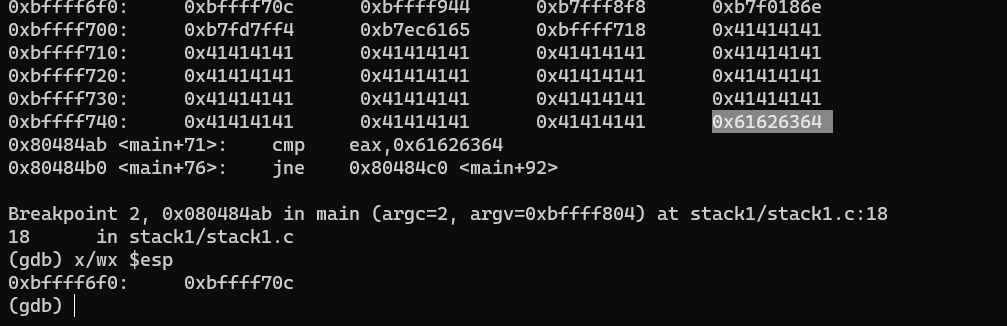 0xbffff6f0: 0xbffff70c 0xbffff944 0xb7fff8f8 0xb7f0186e
0xbffff700: 0xb7fd7ff4 0xb7ec6165 0xbffff718 0x41414141
0xbffff710: 0x41414141 0x41414141 0x41414141 0x41414141
0xbffff720: 0x41414141 0x41414141 0x41414141 0x41414141
0xbffff730: 0x41414141 0x41414141 0x41414141 0x41414141
0xbffff740: 0x41414141 0x41414141 0x41414141 0x61626364
0x80484ab <main+71>: cmp eax,0x61626364
0x80484b0 <main+76>: jne 0x80484c0 <main+92>

Breakpoint 2, 0x080484ab in main (argc=2, argv=0xbffff804) at stack1/stack1.c:18
18 in stack1/stack1.c
(gdb) x/wx $esp
0xbffff6f0: 0xbffff70c
(gdb)